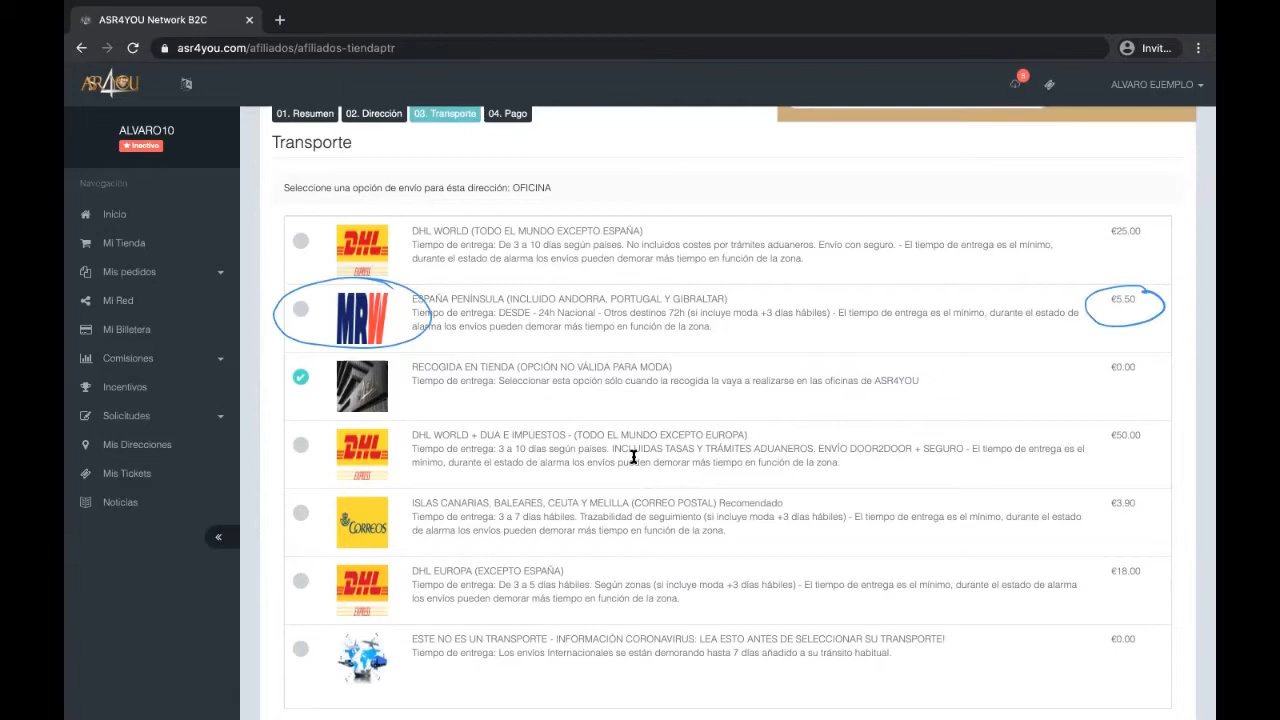 ASR4YOU Network B2C
asr4you.com/afiliados/afiliados-tiendaptr
Invit...
ASR4YOU
8
ALVARO EJEMPLO
ALVARO10
Inactivo
Navegación
Inicio
Mi Tienda
Mis pedidos
Mi Red
Mi Billetera
Comisiones
Incentivos
Solicitudes
Mis Direcciones
Mis Tickets
Noticias
01. Resumen 02. Dirección 03. Transporte 04. Pago
Transporte
Seleccione una opción de envío para ésta dirección: OFICINA
DHL
EXPRESS
DHL WORLD (TODO EL MUNDO EXCEPTO ESPAÑA)
€25.00
Tiempo de entrega: De 3 a 10 días según países. No incluidos costes por trámites aduaneros. Envío con seguro. - El tiempo de entrega es el mínimo,
durante el estado de alarma los envíos pueden demorar más tiempo en función de la zona.
MRW
ESPAÑA PENÍNSULA (INCLUIDO ANDORRA, PORTUGAL Y GIBRALTAR)
€5.50
Tiempo de entrega: DESDE - 24h Nacional - Otros destinos 72h (si incluye moda +3 días hábiles) - El tiempo de entrega es el mínimo, durante el estado de
alarma los envíos pueden demorar más tiempo en función de la zona.
RECOGIDA EN TIENDA (OPCIÓN NO VÁLIDA PARA MODA)
€0.00
Tiempo de entrega: Seleccionar esta opción sólo cuando la recogida la vaya a realizarse en las oficinas de ASR4YOU
DHL
EXPRESS
DHL WORLD + DUA E IMPUESTOS - (TODO EL MUNDO EXCEPTO EUROPA)
€50.00
Tiempo de entrega: 3 a 10 días según países. INCLUIDAS TASAS Y TRÁMITES ADUANEROS. ENVÍO DOOR2DOOR + SEGURO - El tiempo de entrega es el
mínimo, durante el estado de alarma los envíos pueden demorar más tiempo en función de la zona.
CORREOS
ISLAS CANARIAS, BALEARES, CEUTA Y MELILLA (CORREO POSTAL) Recomendado
€3.90
Tiempo de entrega: 3 a 7 días hábiles. Trazabilidad de seguimiento (si incluye moda +3 días hábiles) - El tiempo de entrega es el mínimo, durante el estado
de alarma los envíos pueden demorar más tiempo en función de la zona.
DHL
EXPRESS
DHL EUROPA (EXCEPTO ESPAÑA)
€18.00
Tiempo de entrega: De 3 a 5 días hábiles. Según zonas (si incluye moda +3 días hábiles) - El tiempo de entrega es el mínimo, durante el estado de alarma
los envíos pueden demorar más tiempo en función de la zona.
ESTE NO ES UN TRANSPORTE - INFORMACIÓN CORONAVIRUS: LEA ESTO ANTES DE SELECCIONAR SU TRANSPORTE!
€0.00
Tiempo de entrega: Los envíos Internacionales se están demorando hasta 7 días añadido a su tránsito habitual.